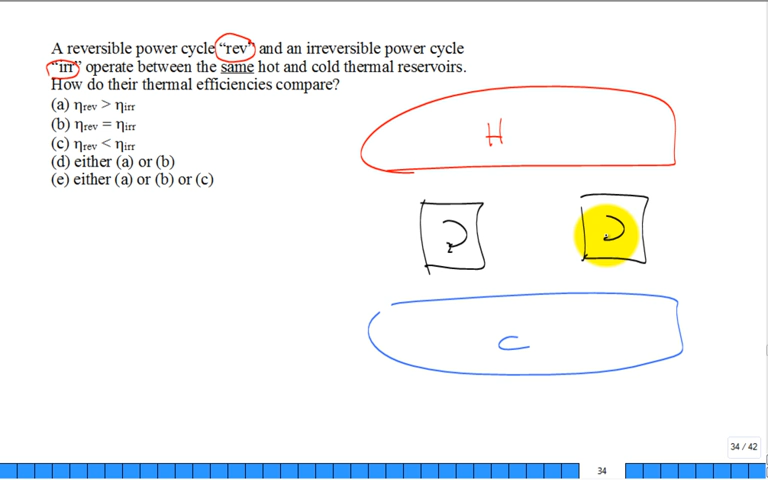 A reversible power cycle “rev” and an irreversible power cycle
“irr” operate between the same hot and cold thermal reservoirs.
How do their thermal efficiencies compare?
(a) ηrev > ηirr
(b) ηrev = ηirr
(c) ηrev < ηirr
(d) either (a) or (b)
(e) either (a) or (b) or (c)
H
C
34 / 42
34